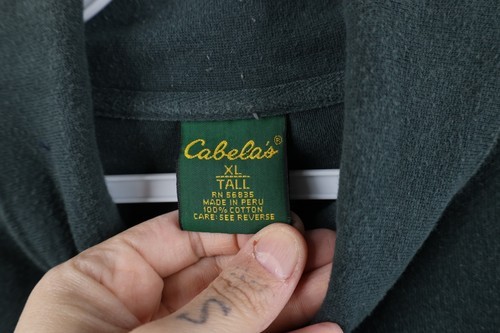 Cabela's®
XL
TALL
RN 56835
MADE IN PERU
100% COTTON
CARE: SEE REVERSE